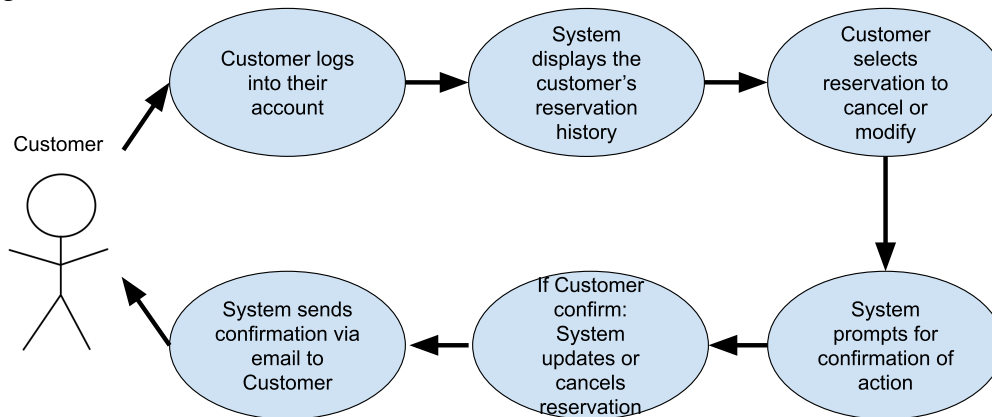 Customer logs
into their
account
System
displays the
customer's
reservation
history
Customer
selects
reservation to
cancel or
modify
Customer
System sends
confirmation via
email to
Customer
If Customer
confirm:
System
updates or
cancels
reservation
System
prompts for
confirmation of
action